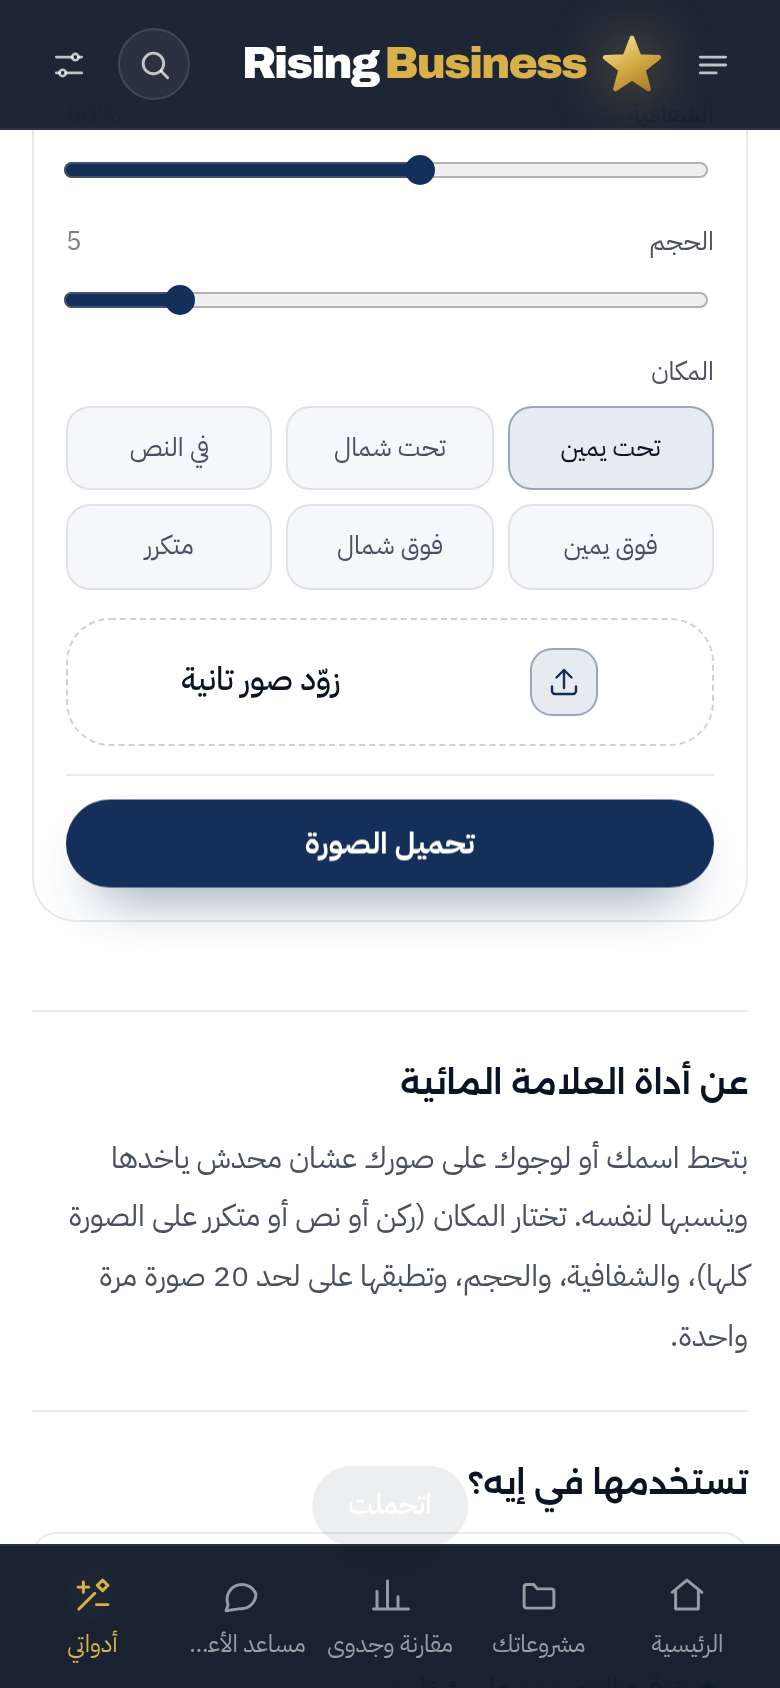 Rising Business
الشفافية
الحجم 5
المكان
تحت يمين تحت شمال في النص
فوق يمين فوق شمال متكرر
زوّد صور تانية
تحميل الصورة
عن أداة العلامة المائية
بتحط اسمك أو لوجوك على صورك عشان محدش ياخدها
وينسبها لنفسه. تختار المكان (ركن أو نص أو متكرر على الصورة
كلها)، والشفافية، والحجم، وتطبقها على لحد 20 صورة مرة
واحدة.
تستخدمها في إيه؟
اتحملت
الرئيسية مشروعاتك مقارنة وجدوى مساعد الأعـ... أدواتي